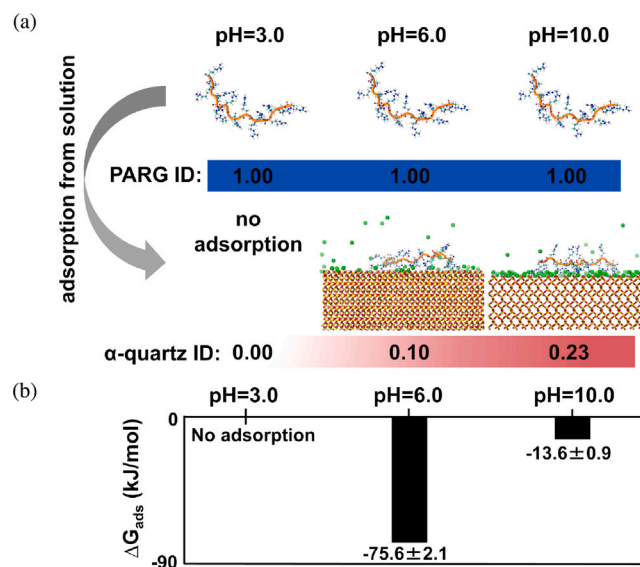 (a)
pH=3.0 pH=6.0 pH=10.0
adsorption from solution
PARG ID: 1.00 1.00 1.00
no
adsorption
α-quartz ID: 0.00 0.10 0.23
(b)
pH=3.0 pH=6.0 pH=10.0
0
No adsorption
-13.6±0.9
ΔGads (kJ/mol)
-75.6±2.1
-90